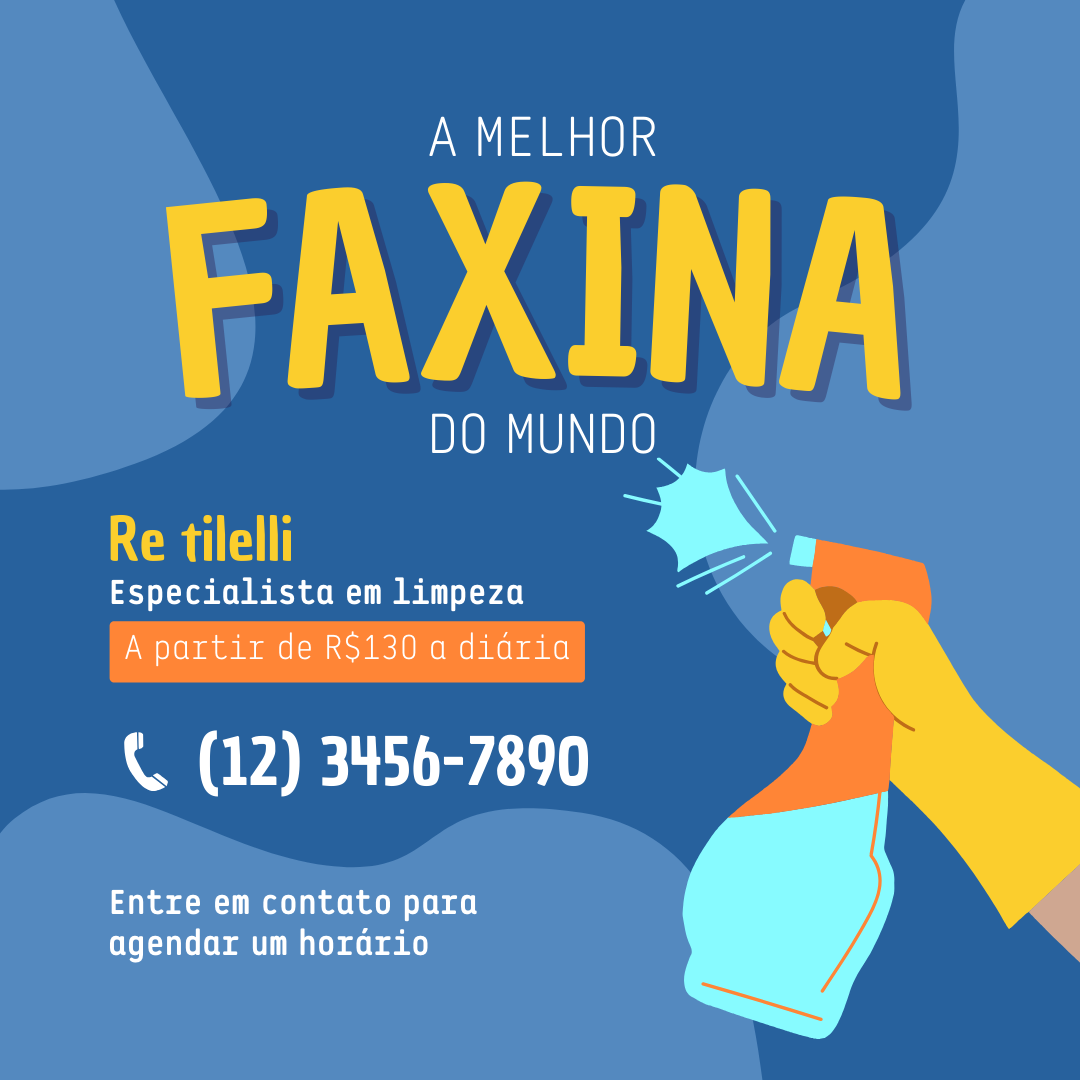 A MELHOR
FAXINA
DO MUNDO
Re tilelli
Especialista em limpeza
A partir de R$130 a diária
(12) 3456-7890
Entre em contato para
agendar um horário